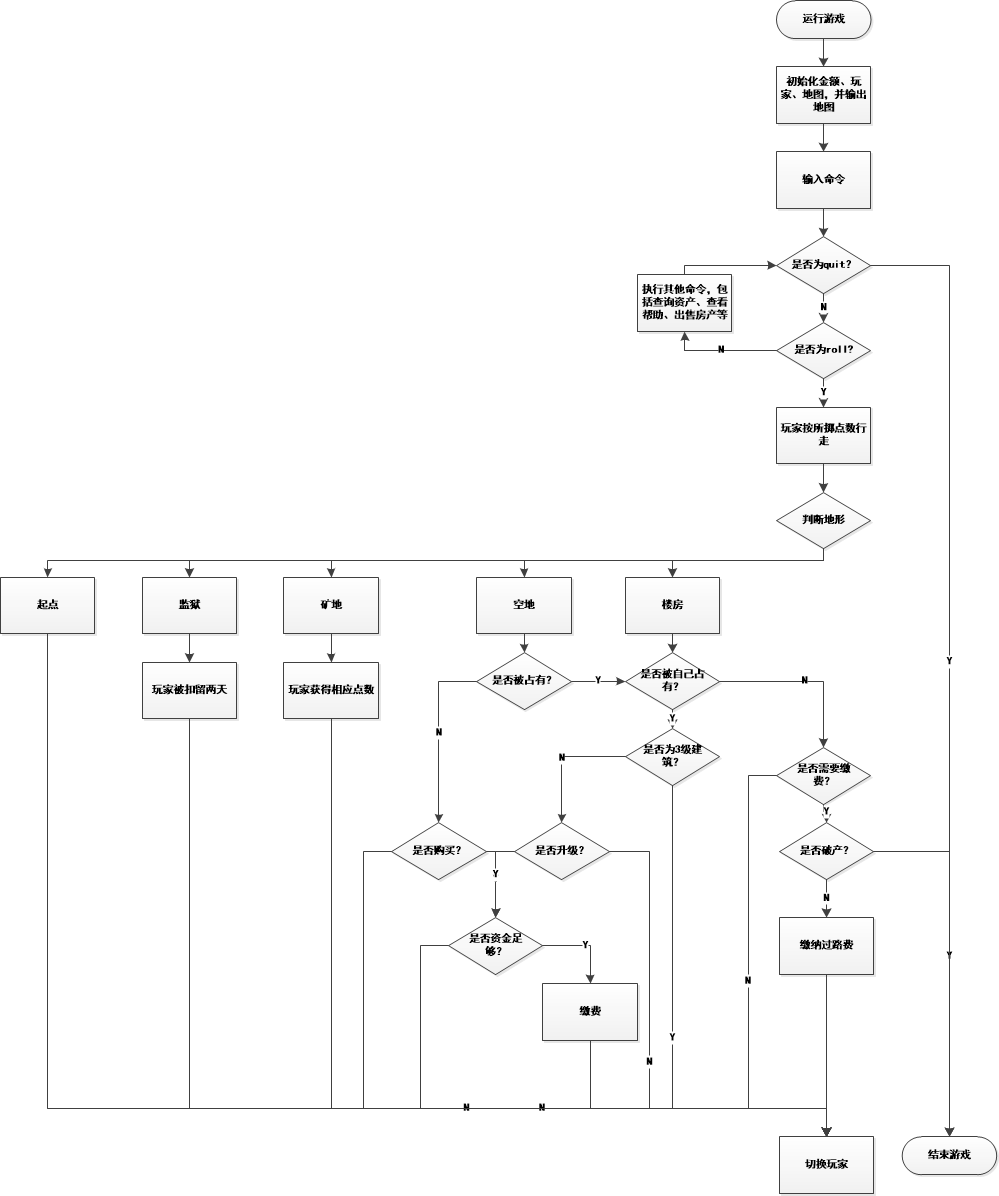 运行游戏
初始化金额、玩
家、地图，并输出
地图
输入命令
是否为quit？
执行其他命令，包
括查询资产、查看
帮助、出售房产等
N
是否为roll？
N
Y
玩家按所掷点数行
走
判断地形
起点
监狱
矿地
空地
楼房
玩家被扣留两天
玩家获得相应点数
是否被占有？
Y
是否被自己占
有？
N
Y
Y
N
是否为3级建
筑？
N
是否需要缴
费？
Y
是否购买？
是否升级？
是否破产？
Y
N
是否资金足
够？
Y
缴纳过路费
Y
N
缴费
Y
N
N
N
切换玩家
结束游戏